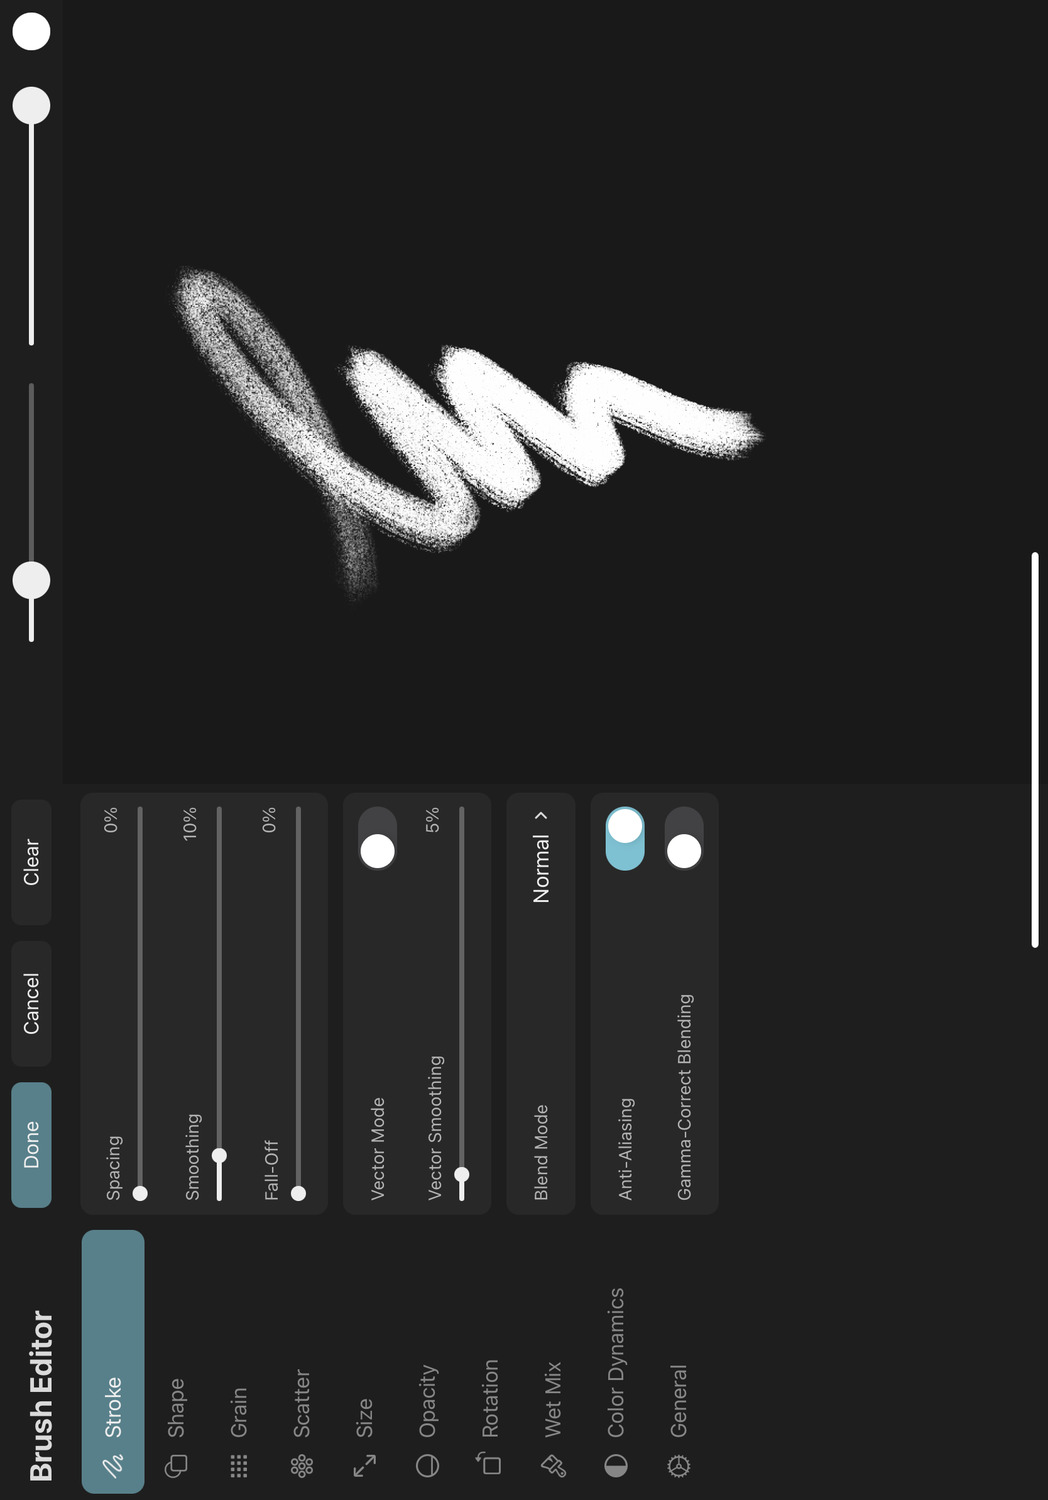 Brush Editor
Done
Cancel
Clear
Stroke
Shape
Grain
Scatter
Size
Opacity
Rotation
Wet Mix
Color Dynamics
General
Spacing 0%
Smoothing 10%
Fall-Off 0%
Vector Mode
Vector Smoothing 5%
Blend Mode Normal
Anti-Aliasing
Gamma-Correct Blending